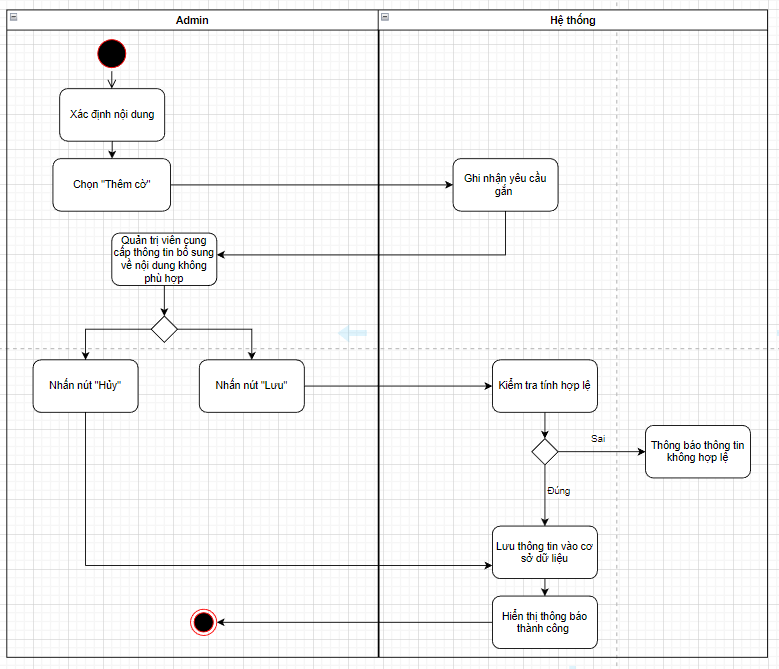 Admin
Hệ thống
Xác định nội dung
Chọn "Thêm cờ"
Ghi nhận yêu cầu
gắn
Quản trị viên cung
cấp thông tin bổ sung
về nội dung không
phù hợp
Nhấn nút "Hủy"
Nhấn nút "Lưu"
Kiểm tra tính hợp lệ
Sai
Thông báo thông tin
không hợp lệ
Đúng
Lưu thông tin vào cơ
sở dữ liệu
Hiển thị thông báo
thành công